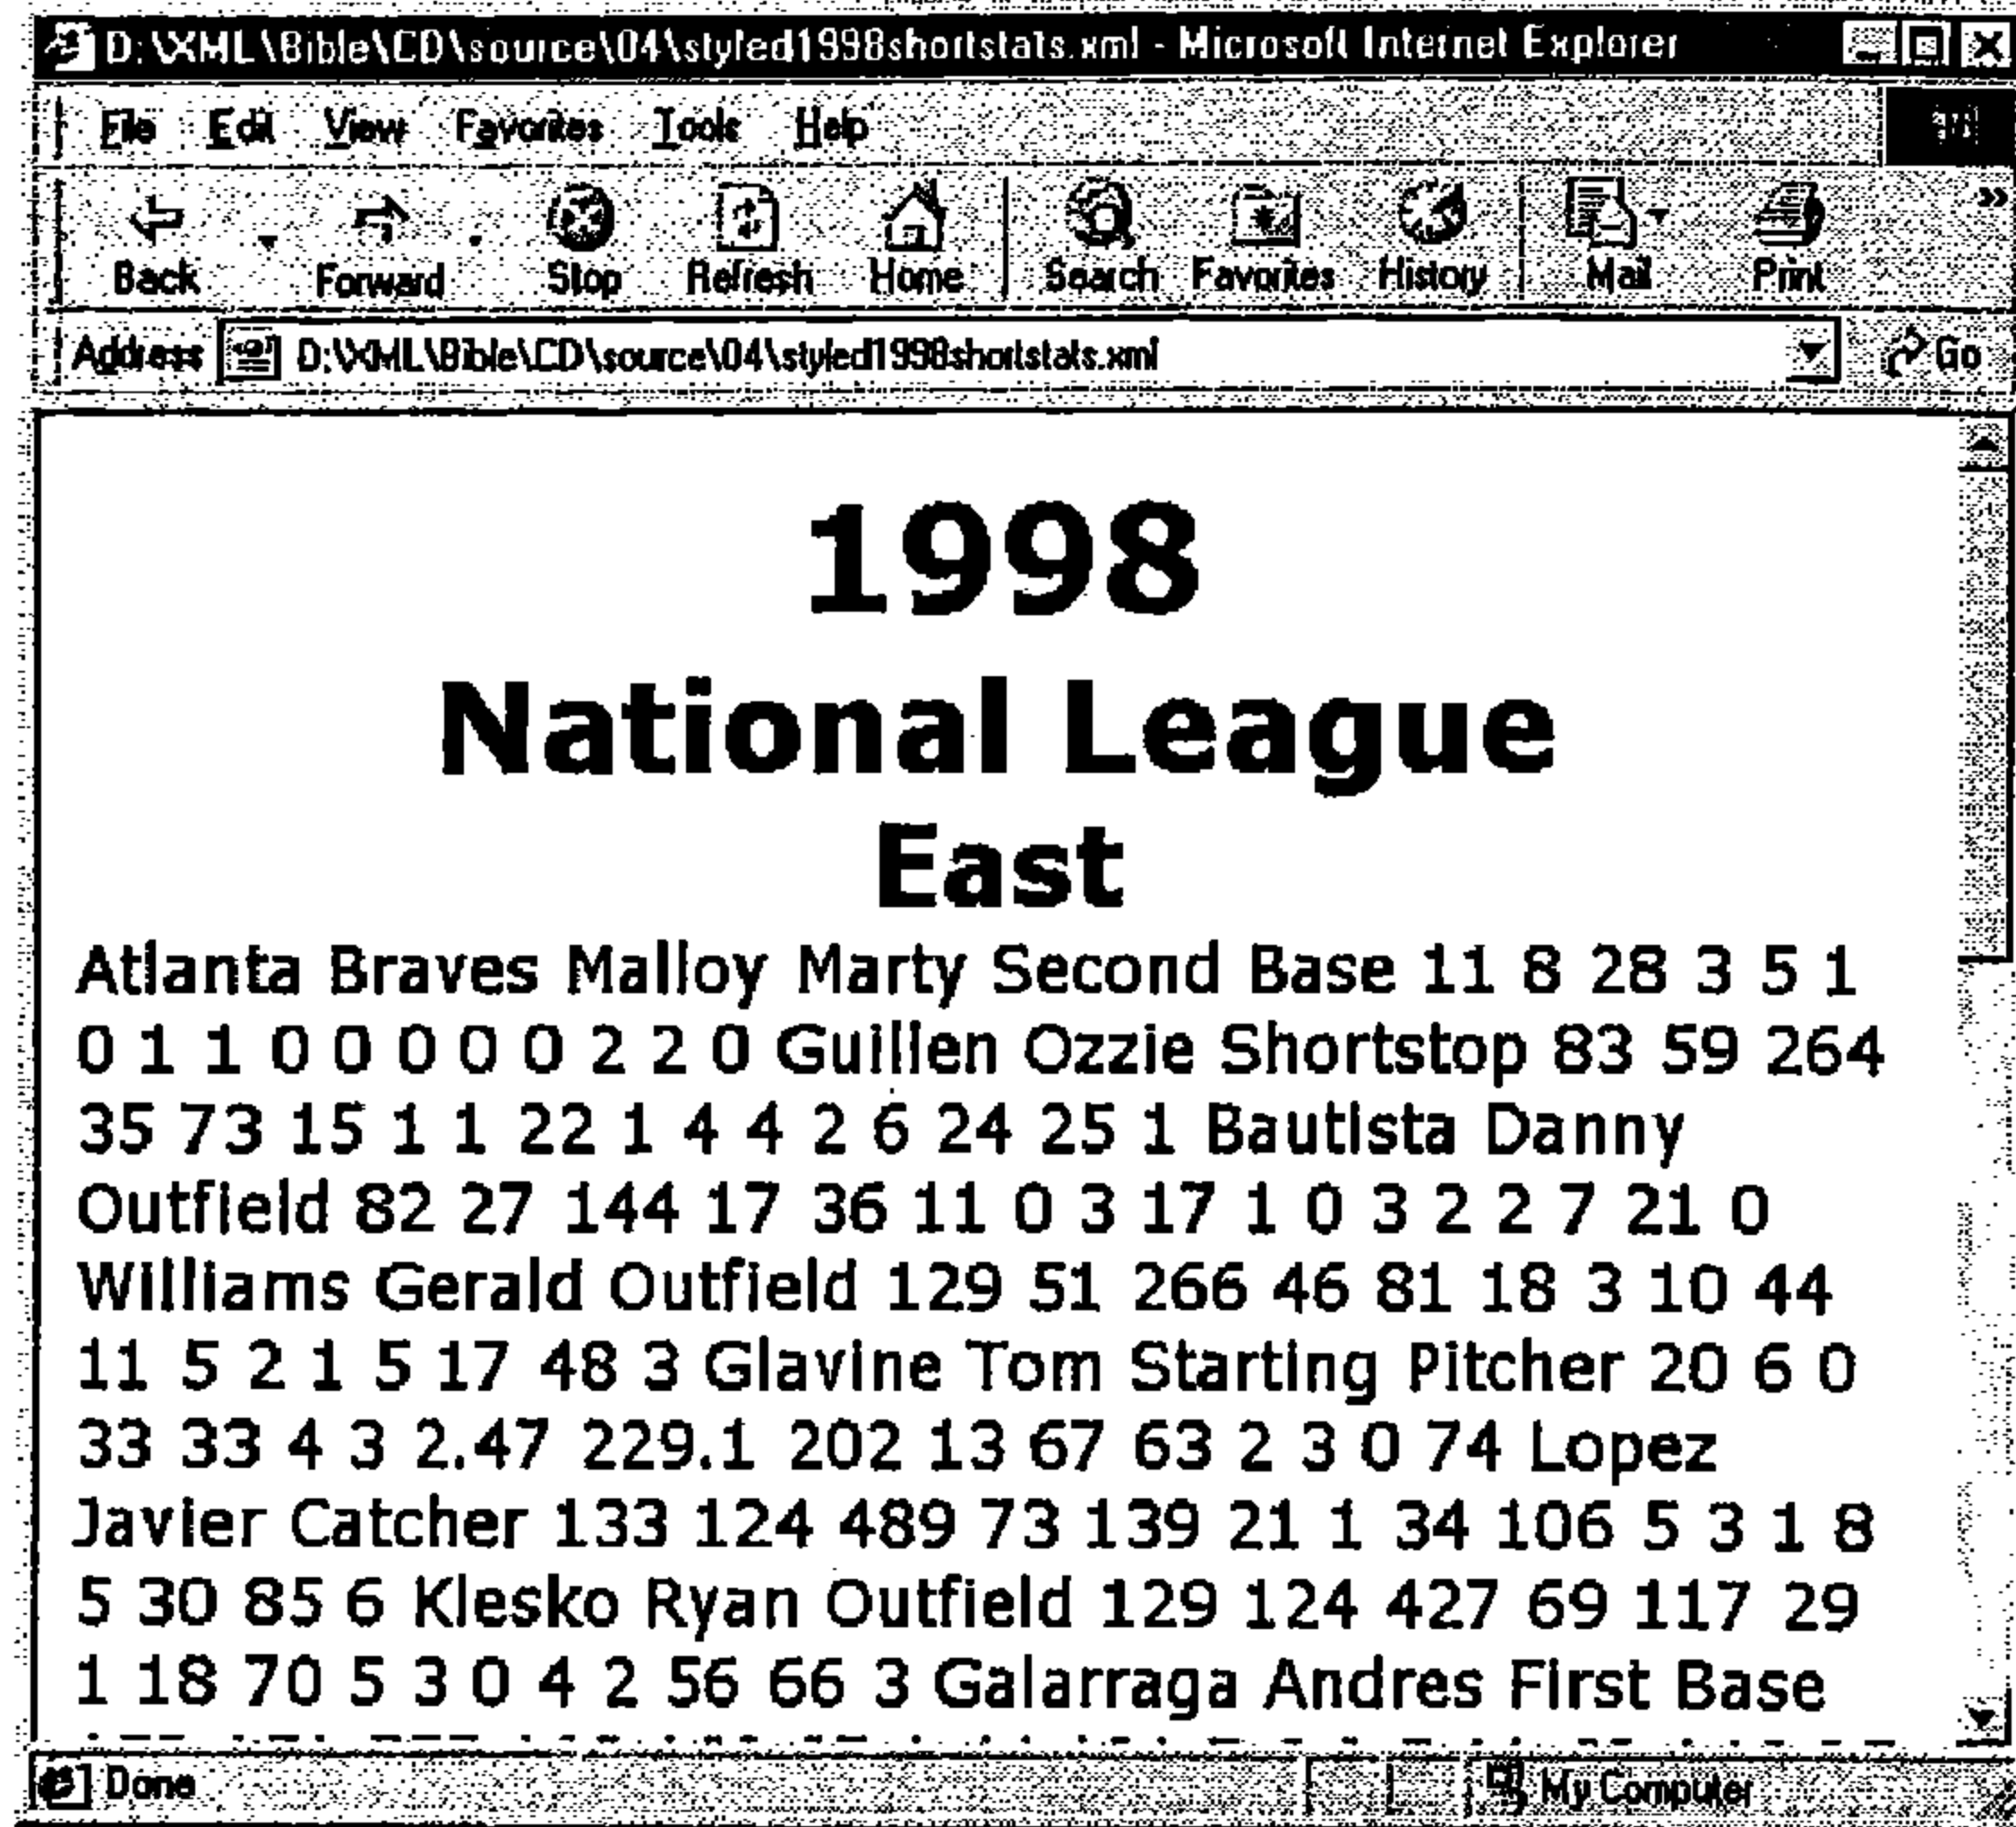 D:\XML\Bible\CD\source\04\styled1998shortstats.xml - Microsoft Internet Explorer
File Edit View Favorites Tools Help
»
Back Forward Stop Refresh Home Search Favorites History Mail Print
Address D:\XML\Bible\CD\source\04\styled1998shortstats.xml Go
1998
National League
East
Atlanta Braves Malloy Marty Second Base 11 8 28 3 5 1
0 1 1 0 0 0 0 0 2 2 0 Guillen Ozzie Shortstop 83 59 264
35 73 15 1 1 22 1 4 4 2 6 24 25 1 Bautista Danny
Outfield 82 27 144 17 36 11 0 3 17 1 0 3 2 2 7 21 0
Williams Gerald Outfield 129 51 266 46 81 18 3 10 44
11 5 2 1 5 17 48 3 Glavine Tom Starting Pitcher 20 6 0
33 33 4 3 2.47 229.1 202 13 67 63 2 3 0 74 Lopez
Javier Catcher 133 124 489 73 139 21 1 34 106 5 3 1 8
5 30 85 6 Klesko Ryan Outfield 129 124 427 69 117 29
1 18 70 5 3 0 4 2 56 66 3 Galarraga Andres First Base
Done My Computer